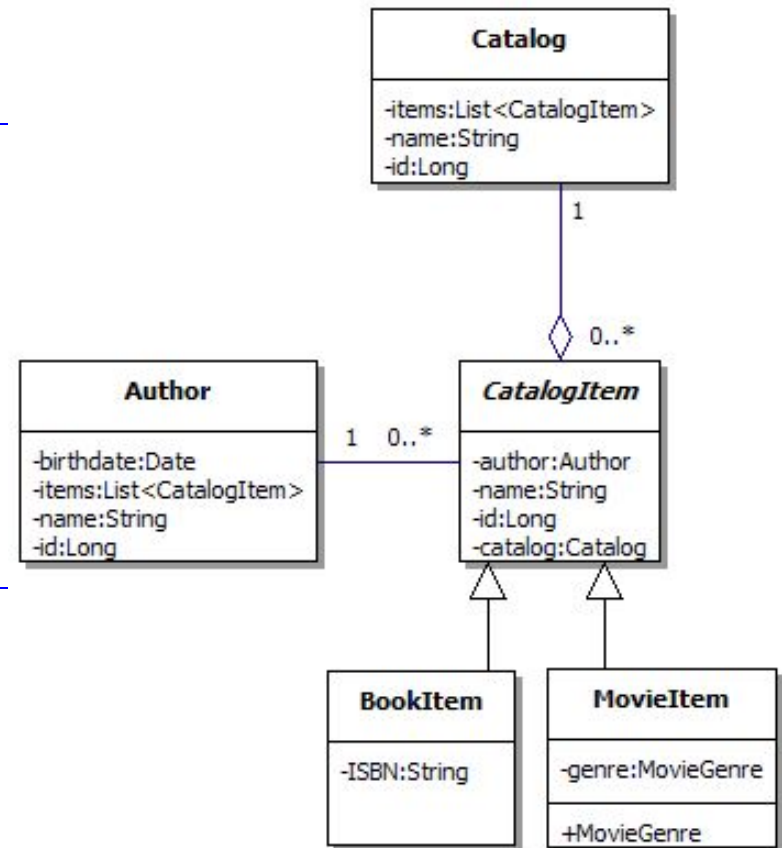 Catalog
-items:List<CatalogItem>
-name:String
-id:Long
1
0..*
Author
-birthdate:Date
-items:List<CatalogItem>
-name:String
-id:Long
1 0..*
CatalogItem
-author:Author
-name:String
-id:Long
-catalog:Catalog
BookItem
-ISBN:String
MovieItem
-genre:MovieGenre
+MovieGenre